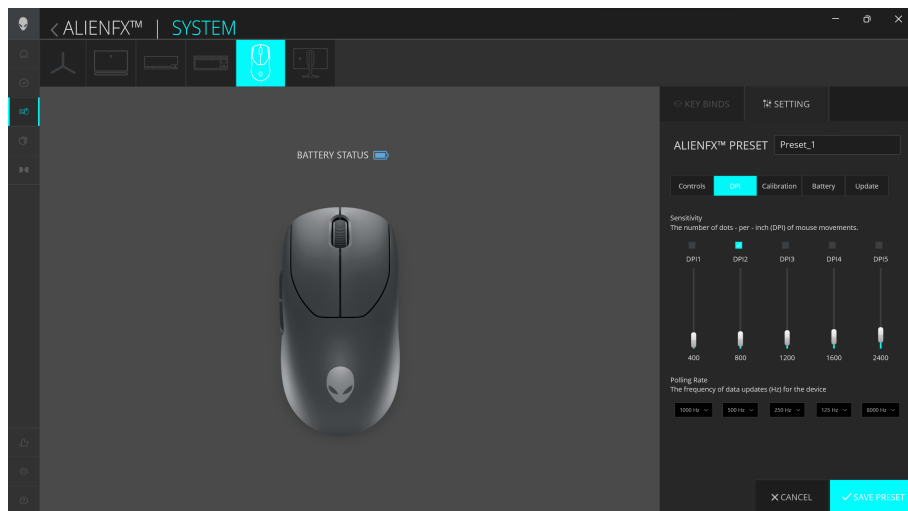 ALIENFX™ | SYSTEM
KEY BINDS SETTING
ALIENFX™ PRESET Preset_1
BATTERY STATUS
Controls DPI Calibration Battery Update
Sensitivity
The number of dots - per - inch (DPI) of mouse movements.
DPI1 DPI2 DPI3 DPI4 DPI5
400 800 1200 1600 2400
Polling Rate
The frequency of data updates (Hz) for the device
1000 Hz 500 Hz 250 Hz 125 Hz 8000 Hz
CANCEL SAVE PRESET